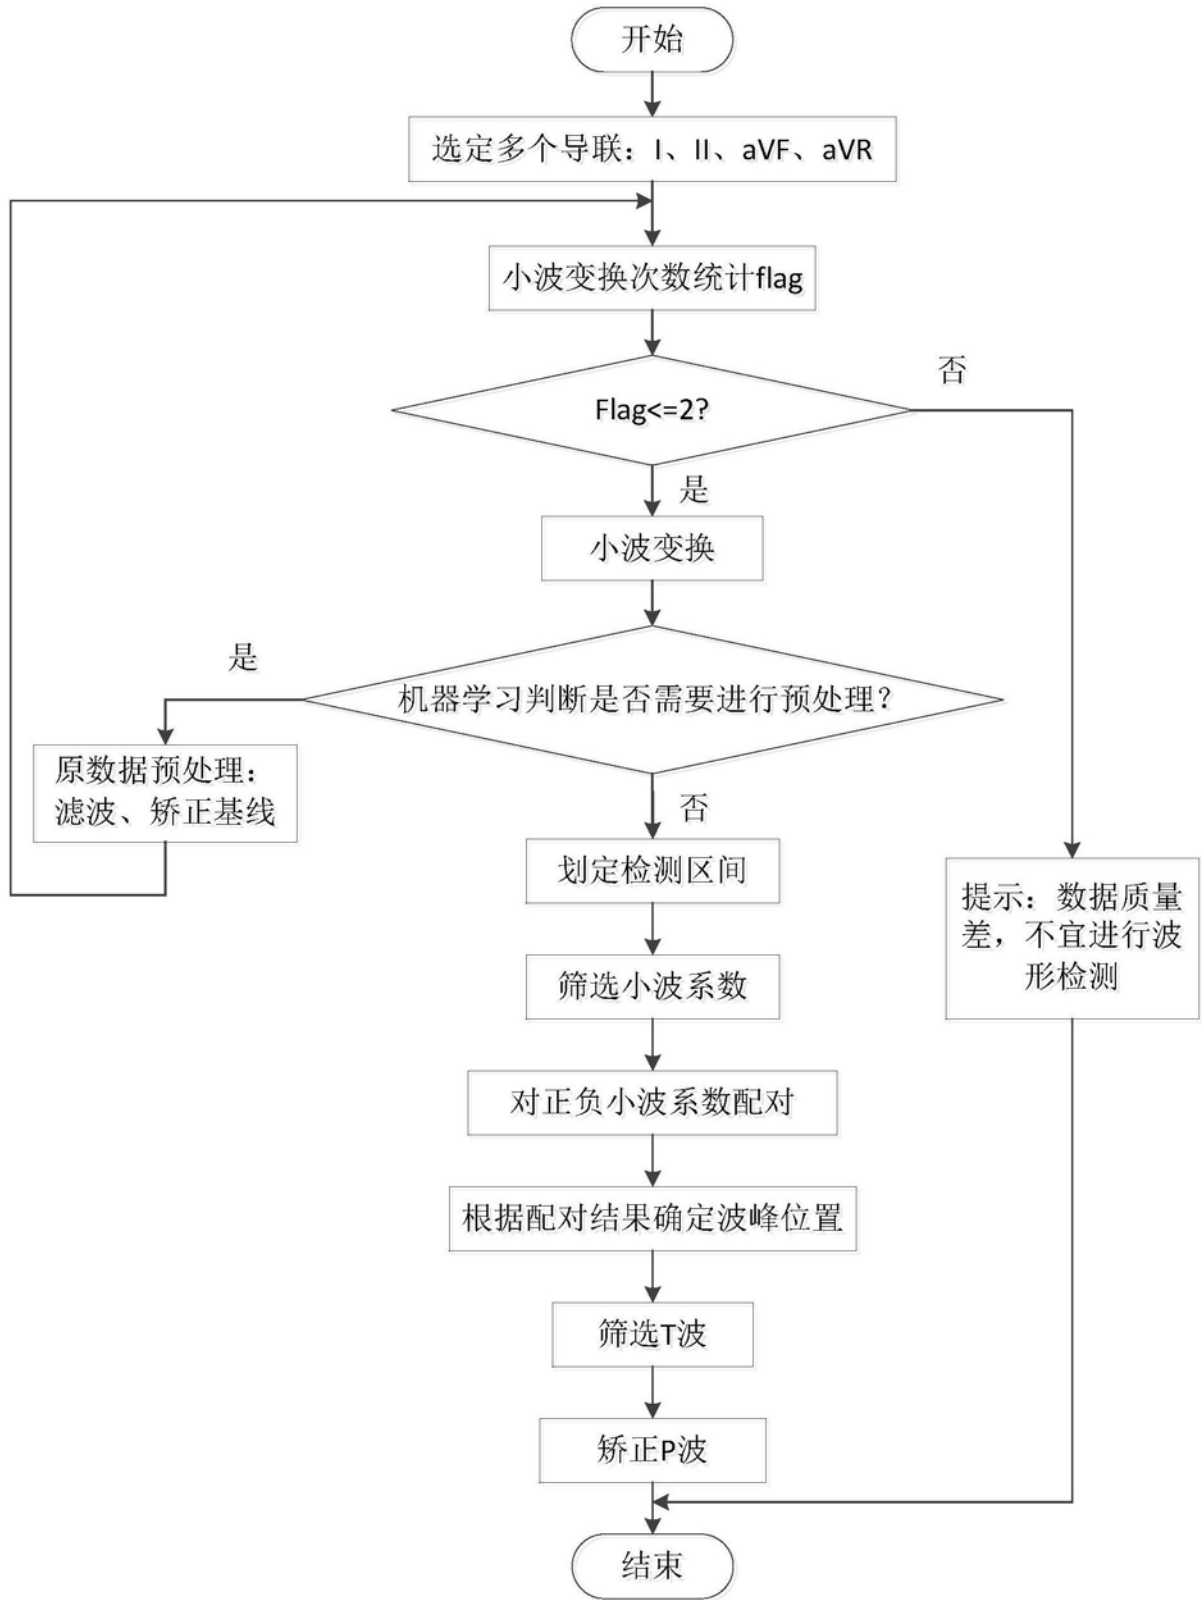 开始
选定多个导联：I、II、aVF、aVR
小波变换次数统计flag
否
Flag<=2?
是
小波变换
是
机器学习判断是否需要进行预处理？
原数据预处理：
滤波、矫正基线
否
划定检测区间
提示：数据质量
差，不宜进行波
形检测
筛选小波系数
对正负小波系数配对
根据配对结果确定波峰位置
筛选T波
矫正P波
结束